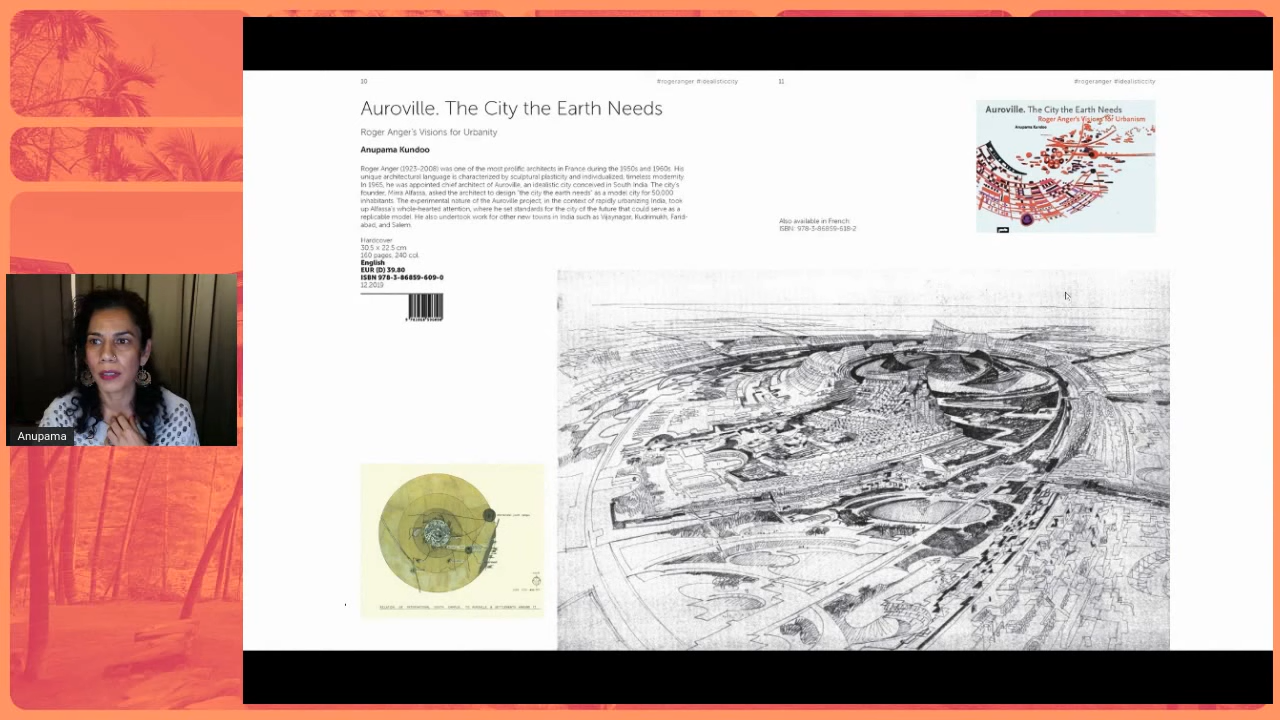 10
#rogeranger #idealisticcity
11
#rogeranger #idealisticcity
Auroville. The City the Earth Needs
Roger Anger's Visions for Urbanity
Anupama Kundoo
Roger Anger (1923–2008) was one of the most prolific architects in France during the 1950s and 1960s. His
unique architectural language is characterized by sculptural plasticity and individualized, timeless modernity.
In 1965, he was appointed chief architect of Auroville, an idealistic city conceived in South India. The city's
founder, Mirra Alfassa, asked the architect to design "the city the earth needs" as a model city for 50,000
inhabitants. The experimental nature of the Auroville project, in the context of rapidly urbanizing India, took
up Alfassa's whole-hearted attention, where he set standards for the city of the future that could serve as a
replicable model. He also undertook work for other new towns in India such as Vijaynagar, Kudrimukh, Farid-
abad, and Salem.
Hardcover
30.5 × 22.5 cm
160 pages, 240 col.
English
EUR (D) 39.80
ISBN 978-3-86859-609-0
12.2019
Also available in French:
ISBN: 978-3-86859-618-2
Auroville. The City the Earth Needs
Roger Anger's Visions for Urbanism
Anupama Kundoo
Anupama